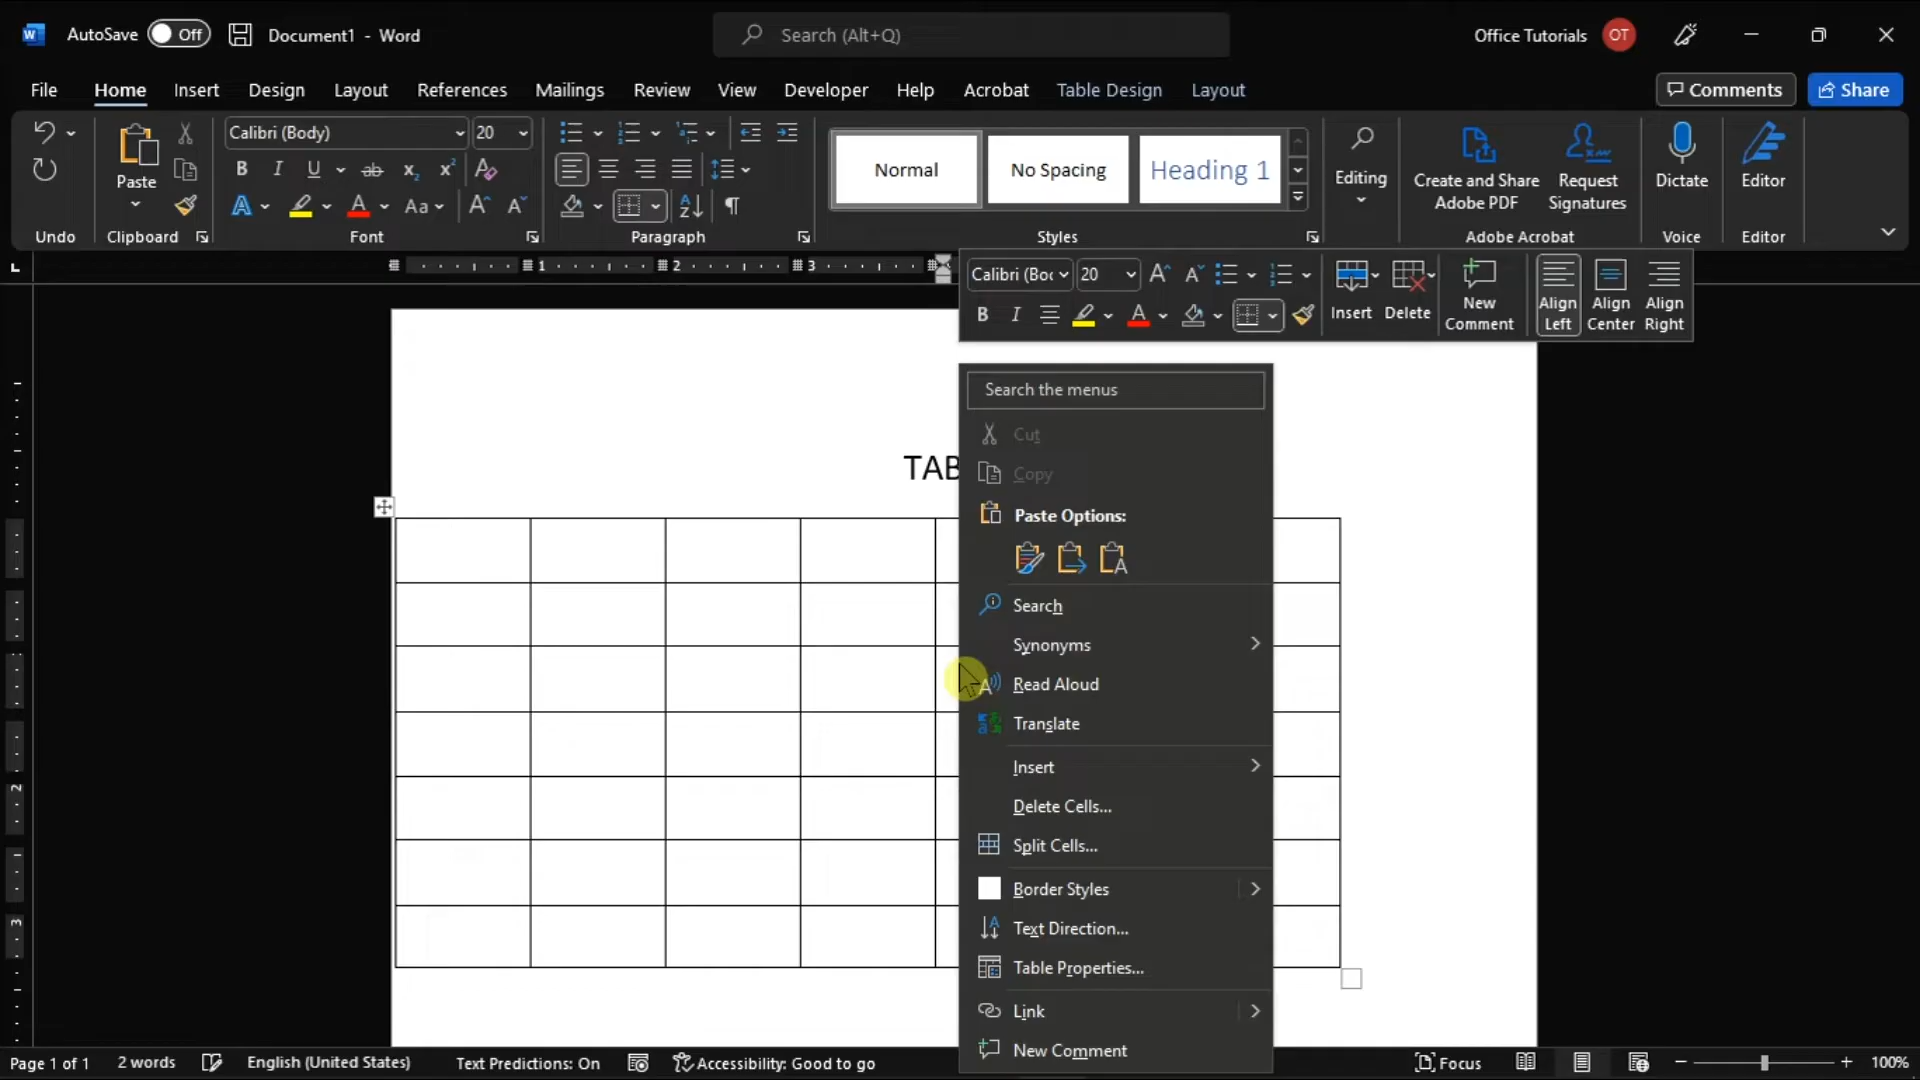 AutoSave Off Document1 - Word Search (Alt+Q) Office Tutorials OT
File Home Insert Design Layout References Mailings Review View Developer Help Acrobat Table Design Layout Comments Share
Calibri (Body) 20
Paste
Normal No Spacing Heading 1
Editing
Create and Share Adobe PDF
Request Signatures
Dictate
Editor
Undo Clipboard Font Paragraph Styles Adobe Acrobat Voice Editor
1 2 3
Calibri (Boc 20
Insert Delete
New Comment
Align Left
Align Center
Align Right
Search the menus
Cut
Copy
TAB
Paste Options:
Search
Synonyms
Read Aloud
Translate
Insert
Delete Cells...
Split Cells...
Border Styles
Text Direction...
Table Properties...
Link
New Comment
2
3
Page 1 of 1 2 words English (United States) Text Predictions: On Accessibility: Good to go Focus 100%